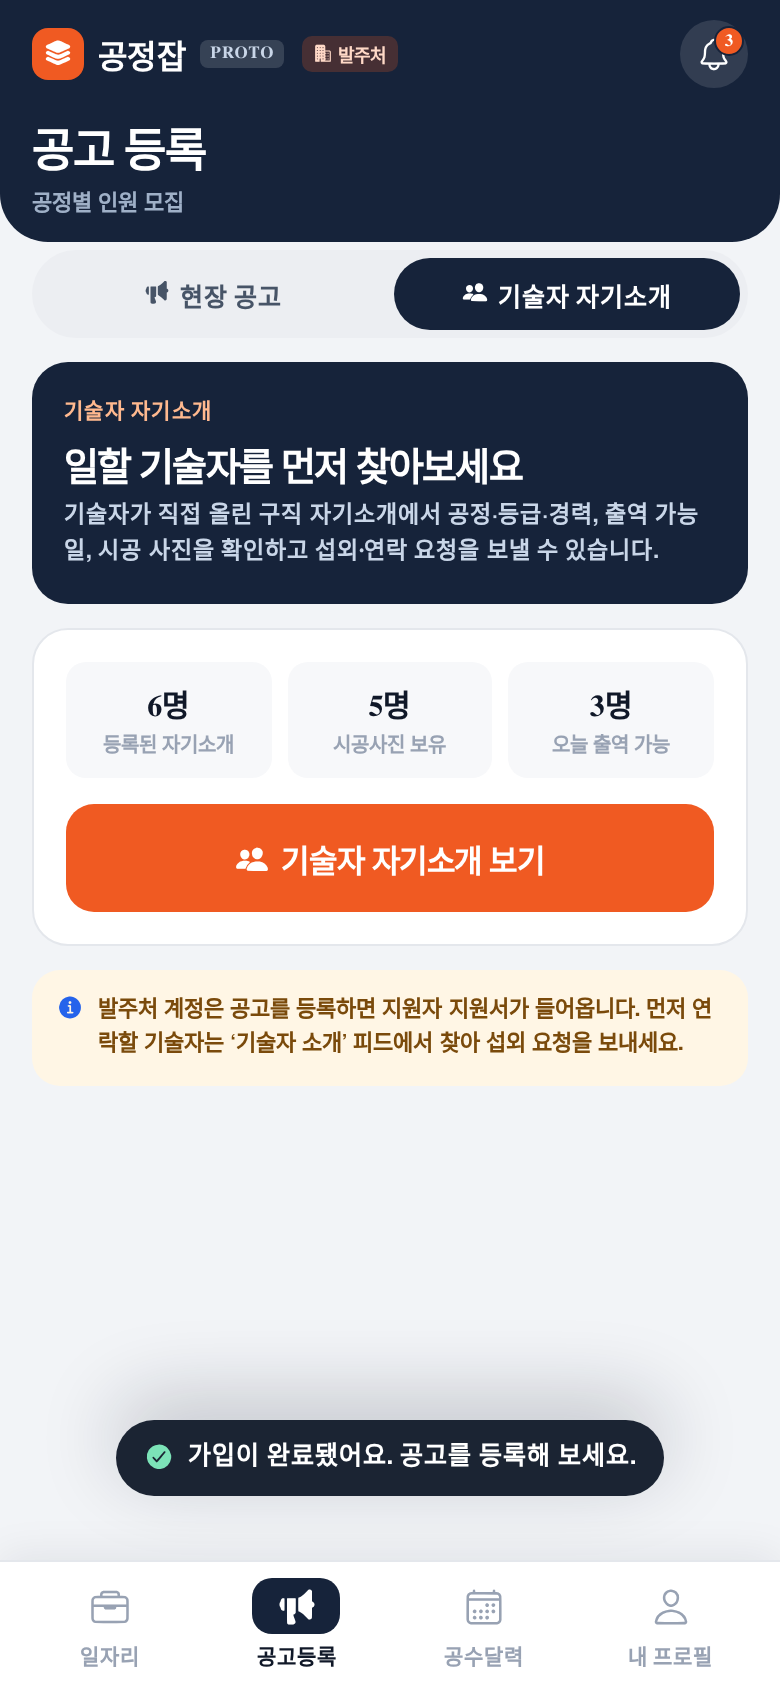 공정잡 PROTO 발주처 3
공고 등록
공정별 인원 모집
현장 공고 기술자 자기소개
기술자 자기소개
일할 기술자를 먼저 찾아보세요
기술자가 직접 올린 구직 자기소개에서 공정·등급·경력, 출역 가능
일, 시공 사진을 확인하고 섭외·연락 요청을 보낼 수 있습니다.
6명 5명 3명
등록된 자기소개 시공사진 보유 오늘 출역 가능
기술자 자기소개 보기
발주처 계정은 공고를 등록하면 지원자 지원서가 들어옵니다. 먼저 연
락할 기술자는 ‘기술자 소개’ 피드에서 찾아 섭외 요청을 보내세요.
가입이 완료됐어요. 공고를 등록해 보세요.
일자리 공고등록 공수달력 내 프로필